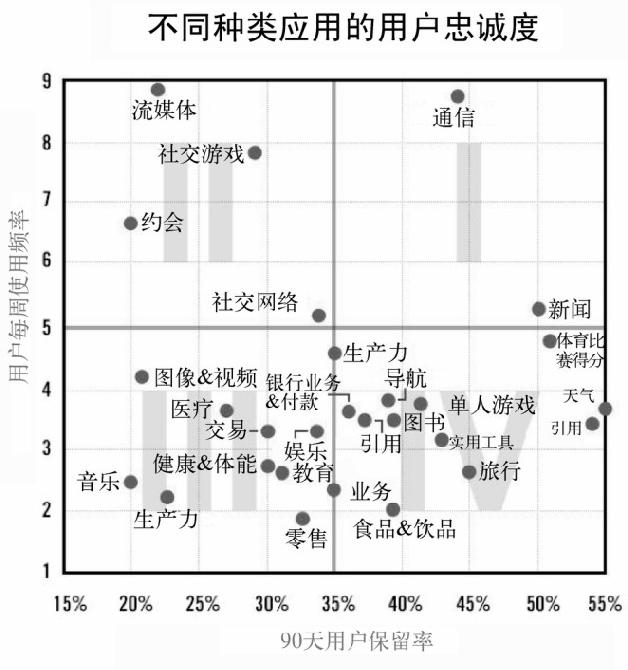 不同种类应用的用户忠诚度
用户每周使用频率
9
8
7
6
5
4
3
2
1
流媒体
通信
社交游戏
约会
II
I
社交网络
新闻
生产力
体育比
赛得分
图像&视频
银行业务
&付款
导航
天气
医疗
单人游戏
交易
娱乐
引用
图书
引用
实用工具
健康&体能
教育
旅行
音乐
III
IV
生产力
业务
零售
食品&饮品
15%
20%
25%
30%
35%
40%
45%
50%
55%
90天用户保留率